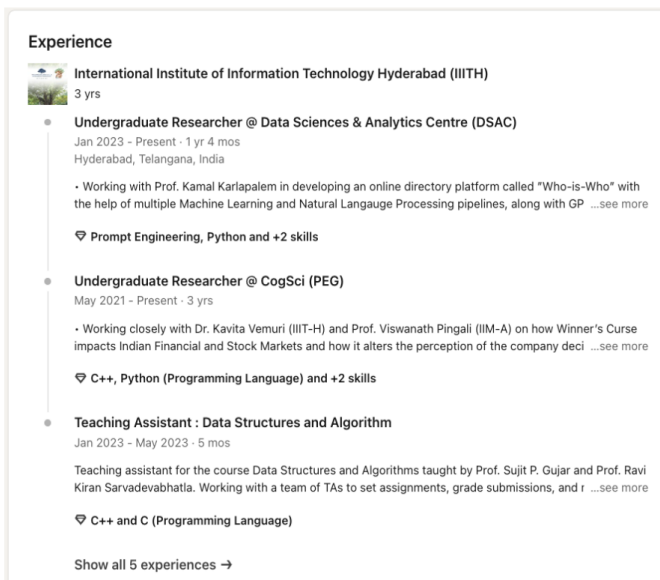 Experience
International Institute of Information Technology Hyderabad (IIITH)
3 yrs
Undergraduate Researcher @ Data Sciences & Analytics Centre (DSAC)
Jan 2023 - Present · 1 yr 4 mos
Hyderabad, Telangana, India
• Working with Prof. Kamal Karlapalem in developing an online directory platform called "Who-is-Who" with
the help of multiple Machine Learning and Natural Langauge Processing pipelines, along with GP ...see more
Prompt Engineering, Python and +2 skills
Undergraduate Researcher @ CogSci (PEG)
May 2021 - Present · 3 yrs
• Working closely with Dr. Kavita Vemuri (IIIT-H) and Prof. Viswanath Pingali (IIM-A) on how Winner's Curse
impacts Indian Financial and Stock Markets and how it alters the perception of the company deci ...see more
C++, Python (Programming Language) and +2 skills
Teaching Assistant : Data Structures and Algorithm
Jan 2023 - May 2023 · 5 mos
Teaching assistant for the course Data Structures and Algorithms taught by Prof. Sujit P. Gujar and Prof. Ravi
Kiran Sarvadevabhatla. Working with a team of TAs to set assignments, grade submissions, and r ...see more
C++ and C (Programming Language)
Show all 5 experiences →